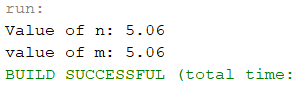 run:
Value of n: 5.06
value of m: 5.06
BUILD SUCCESSFUL (total time: